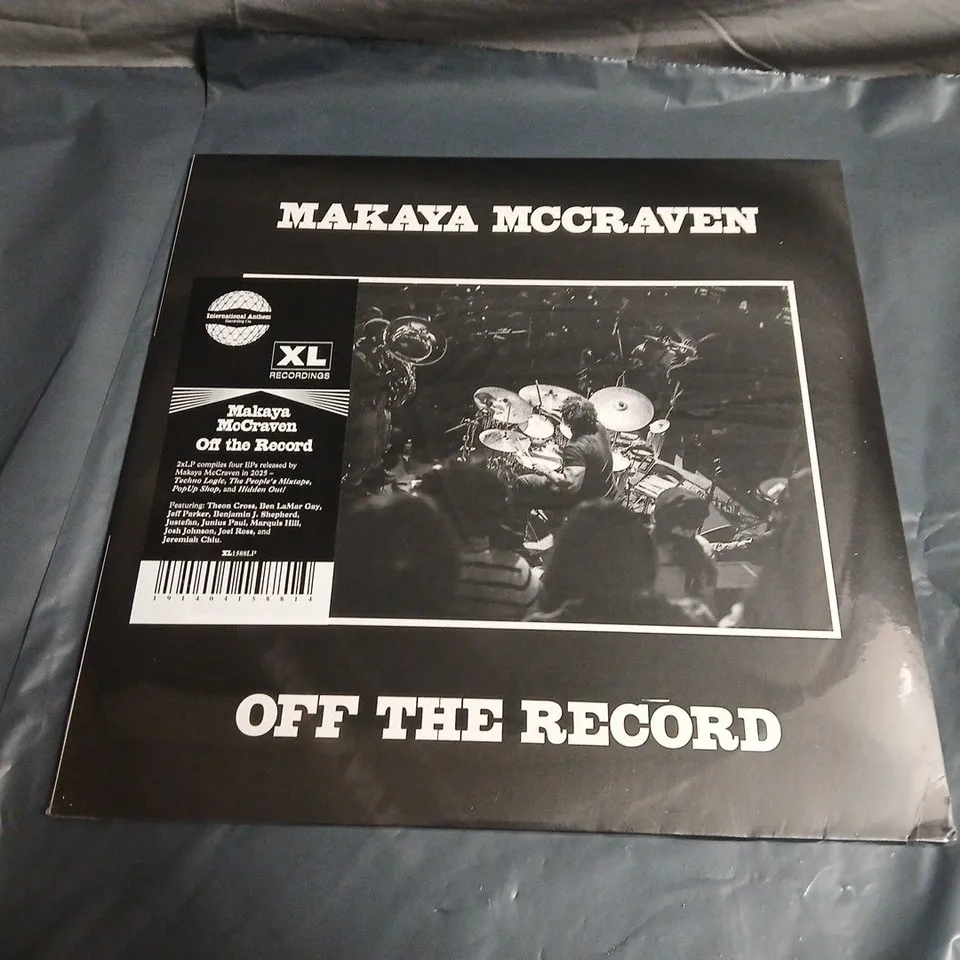 MAKAYA MCCRAVEN
International Anthem
Recording Co.
XL
RECORDINGS
Makaya
McCraven
Off the Record
2xLP compiles four EPs released by
Makaya McCraven in 2025 –
Techno Logic, The People's Mixtape,
PopUp Shop, and Hidden Out!
Featuring: Theon Cross, Ben LaMar Gay,
Jeff Parker, Benjamin J. Shepherd,
Justefan, Junius Paul, Marquis Hill,
Josh Johnson, Joel Ross, and
Jeremiah Chiu.
XL1588LP
191404158814
OFF THE RECORD